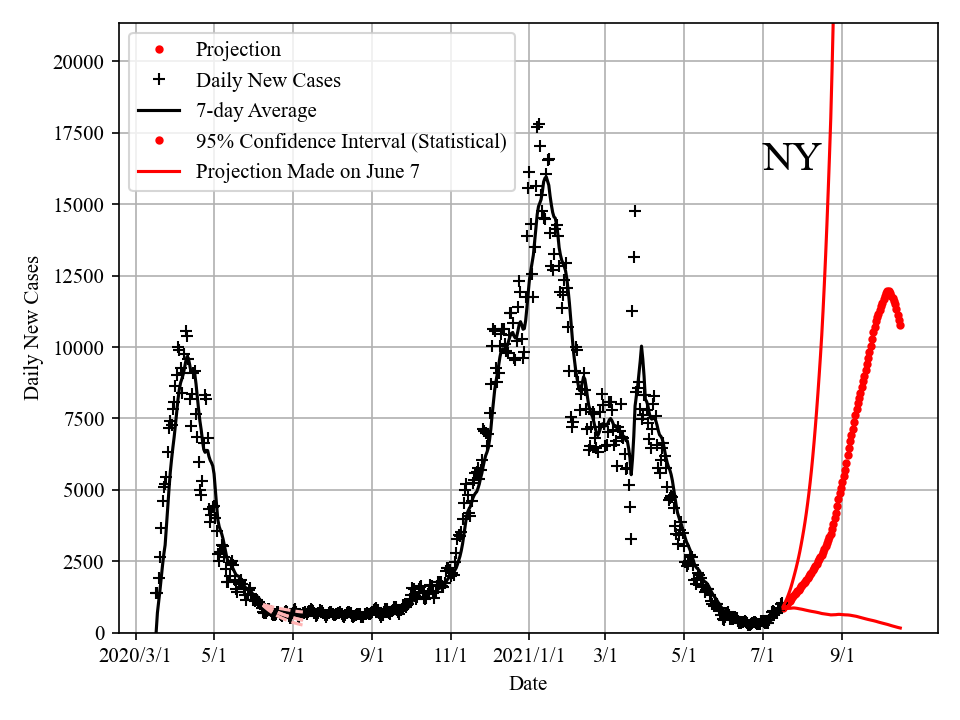 Projection
Daily New Cases
7-day Average
95% Confidence Interval (Statistical)
Projection Made on June 7
NY
20000
17500
15000
12500
10000
7500
5000
2500
0
Daily New Cases
2020/3/1 5/1 7/1 9/1 11/1 2021/1/1 3/1 5/1 7/1 9/1
Date